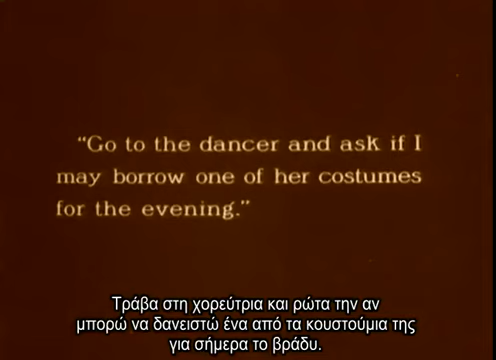 “Go to the dancer and ask if I
may borrow one of her costumes
for the evening.”
Τράβα στη χορεύτρια και ρώτα την αν
μπορώ να δανειστώ ένα από τα κουστούμια της
για σήμερα το βράδυ.